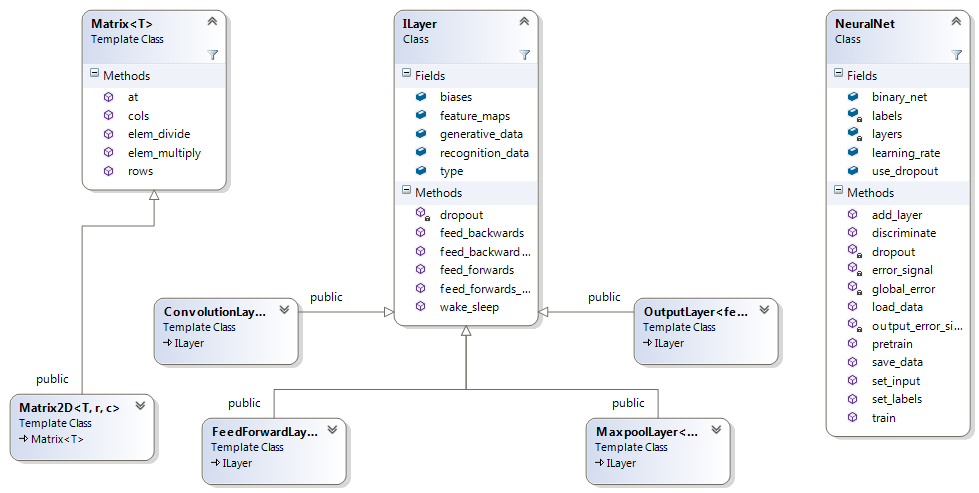 Matrix<T>
Template Class
Methods
at
cols
elem_divide
elem_multiply
rows
ILayer
Class
Fields
biases
feature_maps
generative_data
recognition_data
type
Methods
dropout
feed_backwards
feed_backward ...
feed_forwards
feed_forwards_...
wake_sleep
NeuralNet
Class
Fields
binary_net
labels
layers
learning_rate
use_dropout
Methods
add_layer
discriminate
dropout
error_signal
global_error
load_data
output_error_si...
pretrain
save_data
set_input
set_labels
train
public
ConvolutionLay...
Template Class
ILayer
public
OutputLayer<fe...
Template Class
ILayer
public
Matrix2D<T, r, c>
Template Class
Matrix<T>
public
FeedForwardLay...
Template Class
ILayer
public
MaxpoolLayer<...
Template Class
ILayer